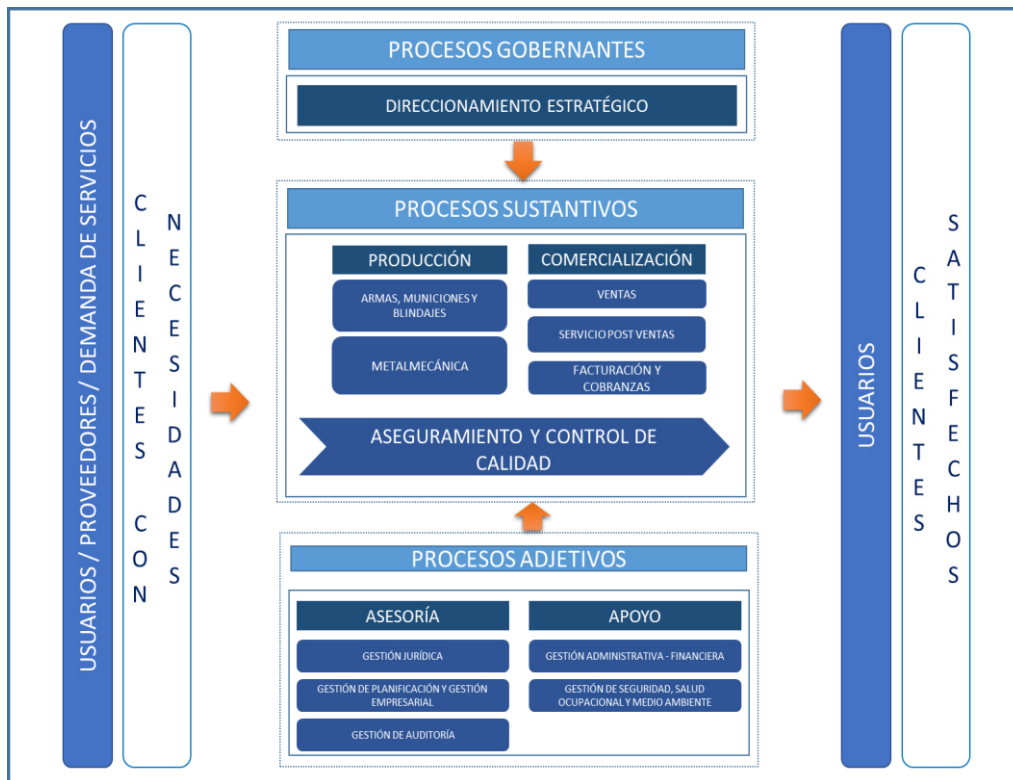 USUARIOS / PROVEEDORES / DEMANDA DE SERVICIOS
CLIENTES CON
NECESIDADES
PROCESOS GOBERNANTES
DIRECCIONAMIENTO ESTRATÉGICO
PROCESOS SUSTANTIVOS
PRODUCCIÓN
ARMAS, MUNICIONES Y
BLINDAJES
METALMECÁNICA
COMERCIALIZACIÓN
VENTAS
SERVICIO POST VENTAS
FACTURACIÓN Y
COBRANZAS
ASEGURAMIENTO Y CONTROL DE
CALIDAD
PROCESOS ADJETIVOS
ASESORÍA
GESTIÓN JURÍDICA
GESTIÓN DE PLANIFICACIÓN Y GESTIÓN
EMPRESARIAL
GESTIÓN DE AUDITORÍA
APOYO
GESTIÓN ADMINISTRATIVA - FINANCIERA
GESTIÓN DE SEGURIDAD, SALUD
OCUPACIONAL Y MEDIO AMBIENTE
USUARIOS
CLIENTES
SATISFECHOS